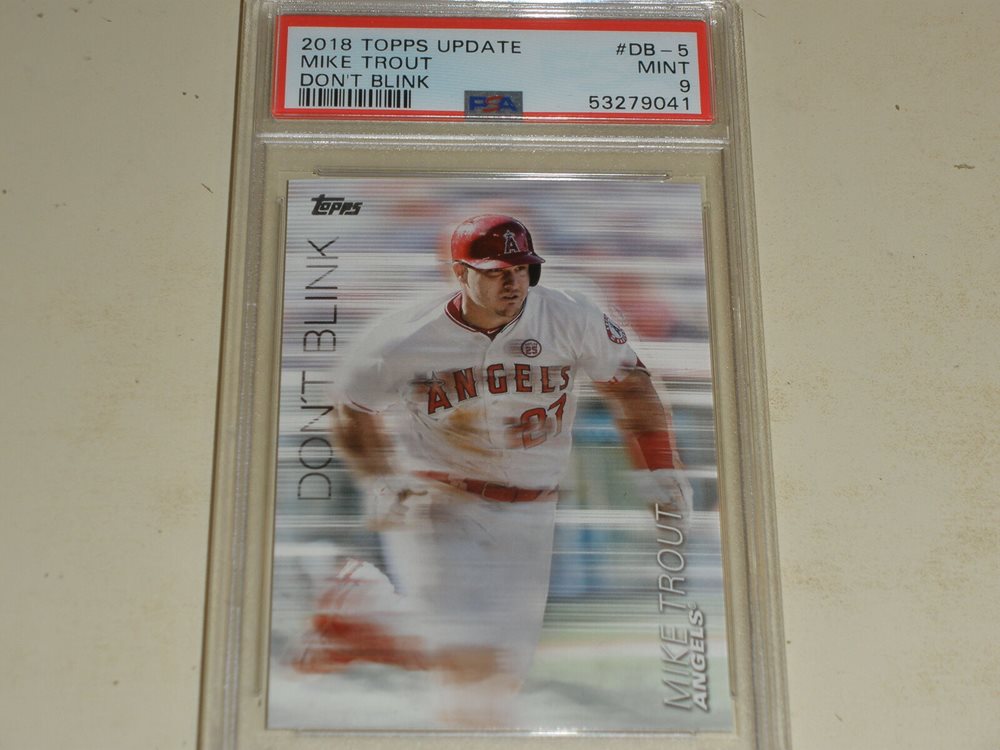 2018 TOPPS UPDATE #DB-5
MIKE TROUT MINT
DON'T BLINK 9
PSA 53279041
topps
DON'T BLINK
A
25
ANGELS
27
MIKE TROUT
ANGELS®